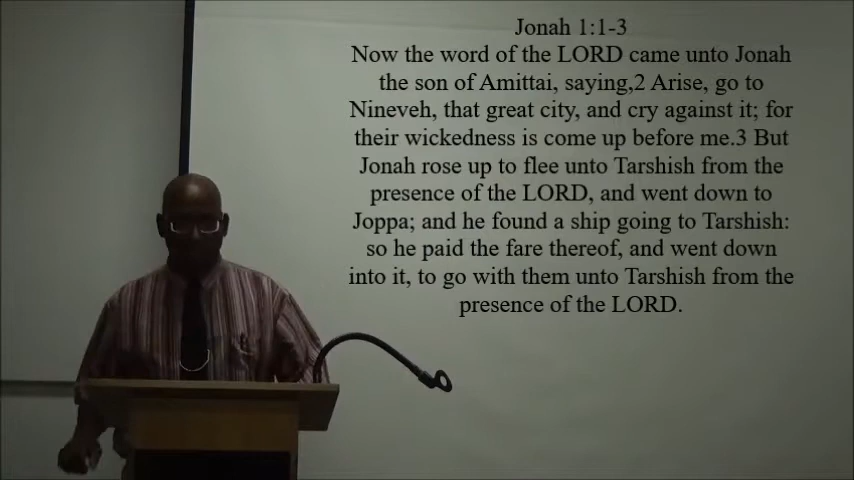 Jonah 1:1-3
Now the word of the LORD came unto Jonah
the son of Amittai, saying,2 Arise, go to
Nineveh, that great city, and cry against it; for
their wickedness is come up before me.3 But
Jonah rose up to flee unto Tarshish from the
presence of the LORD, and went down to
Joppa; and he found a ship going to Tarshish:
so he paid the fare thereof, and went down
into it, to go with them unto Tarshish from the
presence of the LORD.